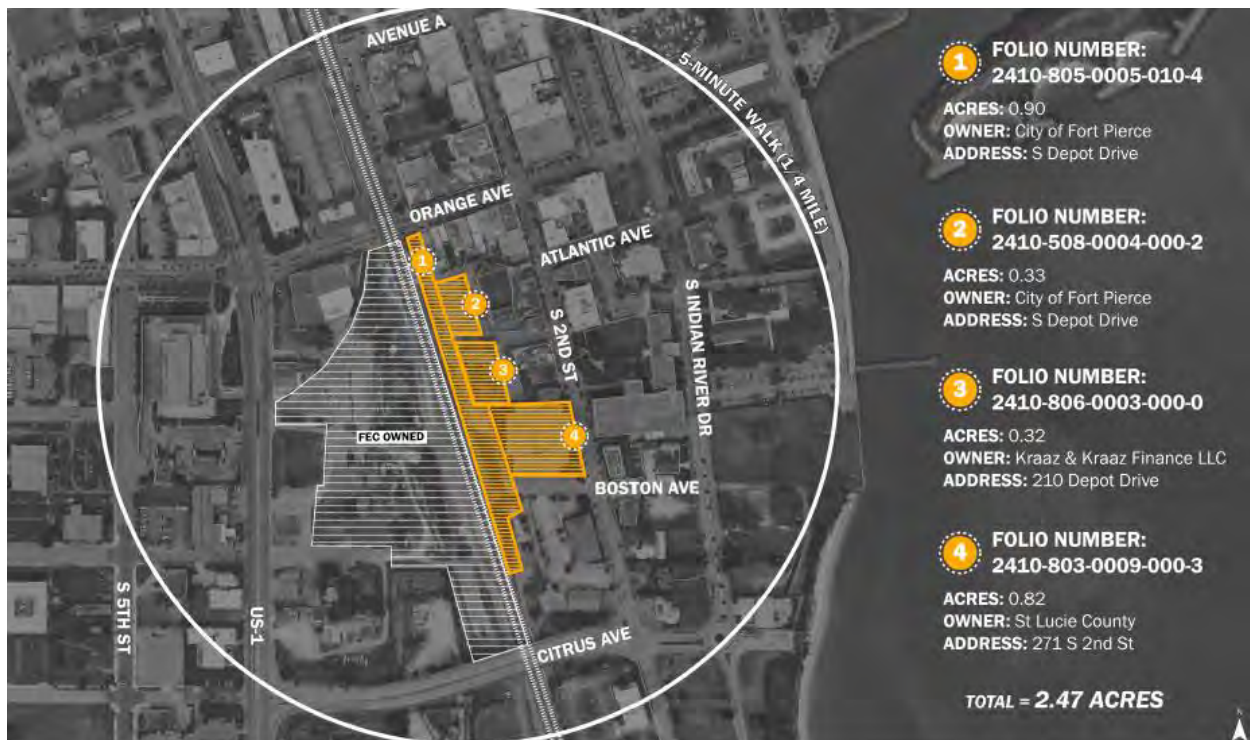 AVENUE A
5-MINUTE WALK (1/4 MILE)
ORANGE AVE
ATLANTIC AVE
S 2ND ST
S INDIAN RIVER DR
FEC OWNED
BOSTON AVE
S 5TH ST
US-1
CITRUS AVE
1
2
3
4
1
FOLIO NUMBER:
2410-805-0005-010-4
ACRES: 0.90
OWNER: City of Fort Pierce
ADDRESS: S Depot Drive
2
FOLIO NUMBER:
2410-508-0004-000-2
ACRES: 0.33
OWNER: City of Fort Pierce
ADDRESS: S Depot Drive
3
FOLIO NUMBER:
2410-806-0003-000-0
ACRES: 0.32
OWNER: Kraaz & Kraaz Finance LLC
ADDRESS: 210 Depot Drive
4
FOLIO NUMBER:
2410-803-0009-000-3
ACRES: 0.82
OWNER: St Lucie County
ADDRESS: 271 S 2nd St
TOTAL = 2.47 ACRES
N